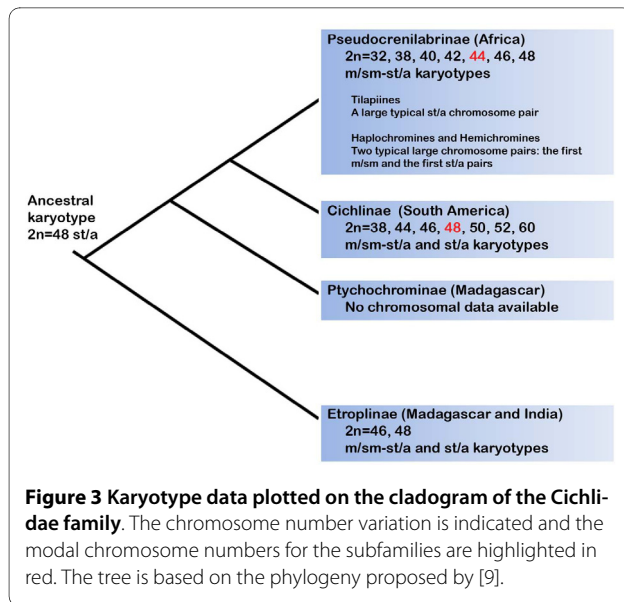 Pseudocrenilabrinae (Africa)
2n=32, 38, 40, 42, 44, 46, 48
m/sm-st/a karyotypes
Tilapiines
A large typical st/a chromosome pair
Haplochromines and Hemichromines
Two typical large chromosome pairs: the first
m/sm and the first st/a pairs
Ancestral
karyotype
2n=48 st/a
Cichlinae (South America)
2n=38, 44, 46, 48, 50, 52, 60
m/sm-st/a and st/a karyotypes
Ptychochrominae (Madagascar)
No chromosomal data available
Etroplinae (Madagascar and India)
2n=46, 48
m/sm-st/a and st/a karyotypes
Figure 3 Karyotype data plotted on the cladogram of the Cichli-
dae family. The chromosome number variation is indicated and the
modal chromosome numbers for the subfamilies are highlighted in
red. The tree is based on the phylogeny proposed by [9].